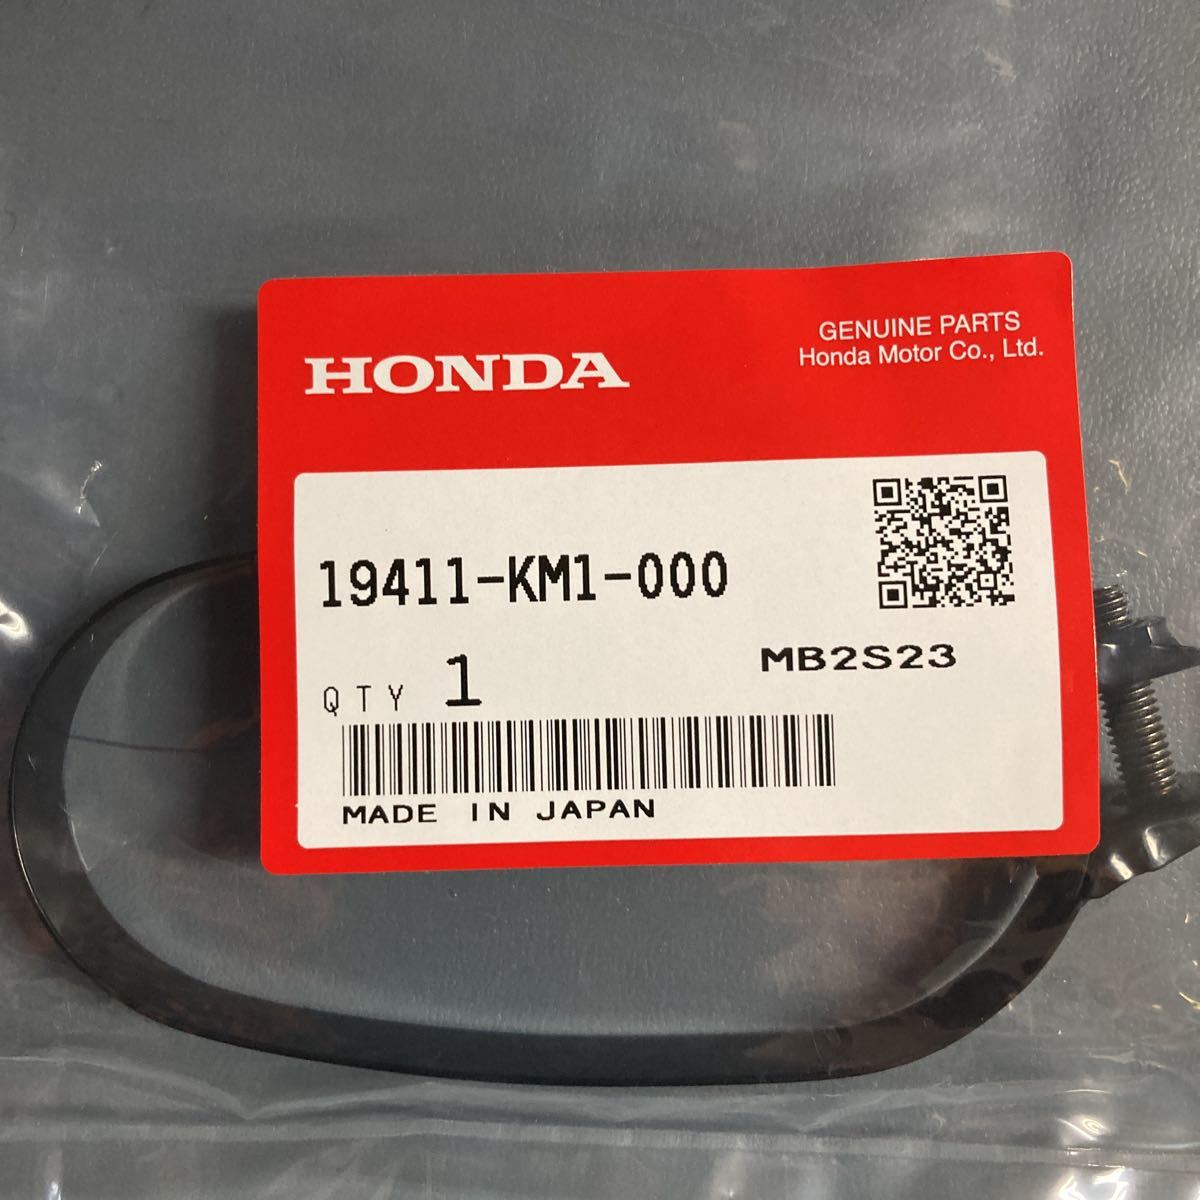 HONDA
GENUINE PARTS
Honda Motor Co., Ltd.
19411-KM1-000
QTY 1
MB2S23
MADE IN JAPAN